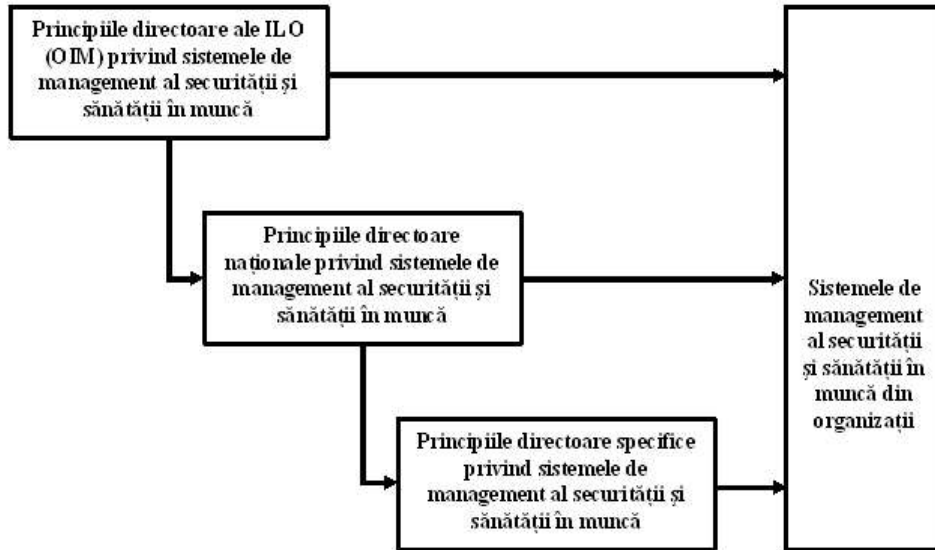 Principiile directoare ale ILO
(OIM) privind sistemele de
management al securității și
sănătății în muncă
Principiile directoare
naționale privind sistemele de
management al securității și
sănătății în muncă
Sistemele de
management
al securității
și sănătății în
muncă din
organizații
Principiile directoare specifice
privind sistemele de
management al securității și
sănătății în muncă